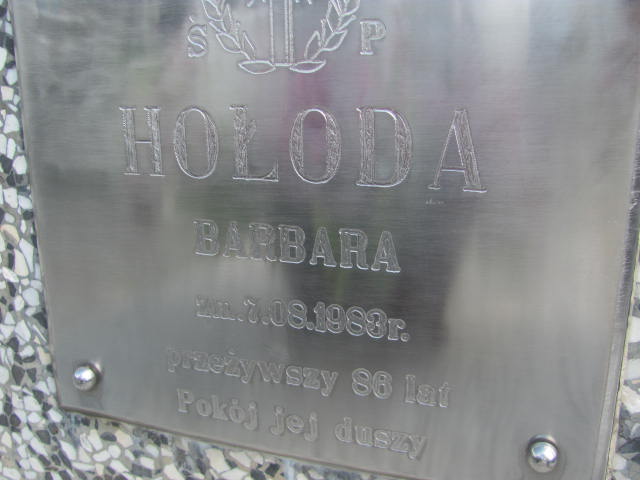 Ś P
HOŁODA
BARBARA
zm.7.08.1983r.
przeżywszy 86 lat
Pokój jej duszy